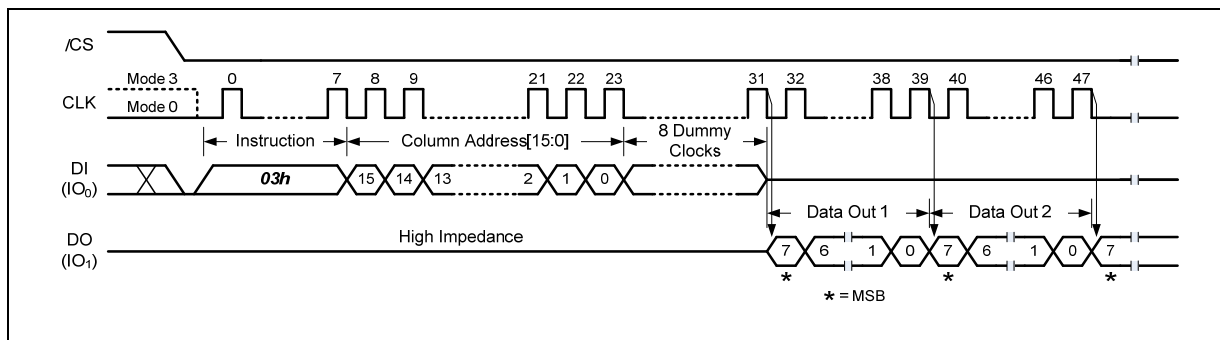 /CS
Mode 3 0 7 8 9 21 22 23 31 32 38 39 40 46 47
CLK Mode 0
Instruction Column Address[15:0] 8 Dummy
Clocks
DI
(IO0) 03h 15 14 13 2 1 0
Data Out 1 Data Out 2
DO
(IO1) High Impedance 7 6 1 0 7 6 1 0 7
* * *
* = MSB